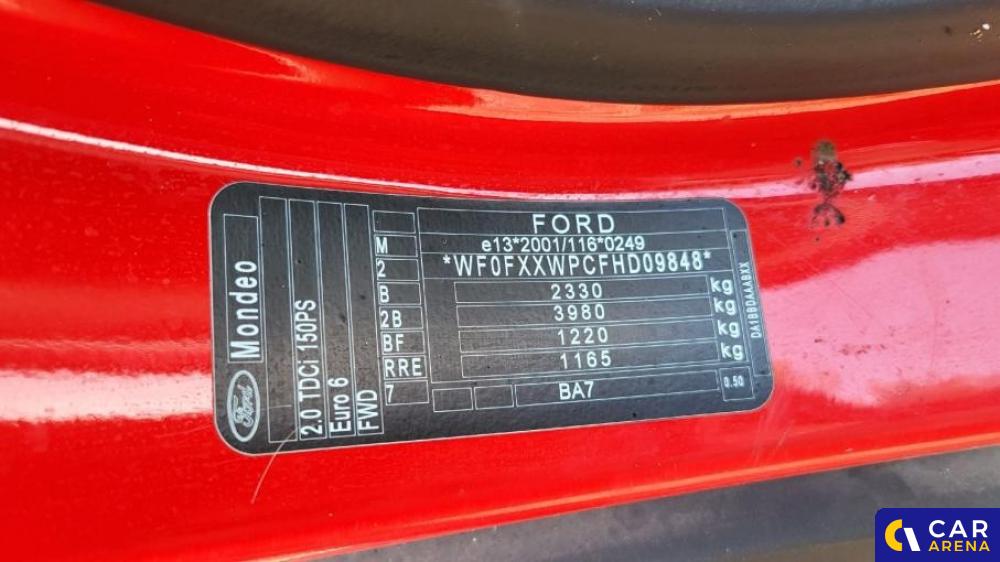 FORD
e13*2001/116*0249
*WF0FXXWPCFHD09848*
2330 kg
3980 kg
1220 kg
1165 kg
BA7
0.50
M
2
B
2B
BF
RRE
7
Mondeo
Ford
2.0 TDCi 150PS
Euro 6
FWD
DA1BBDAAABXX
CAR
ARENA